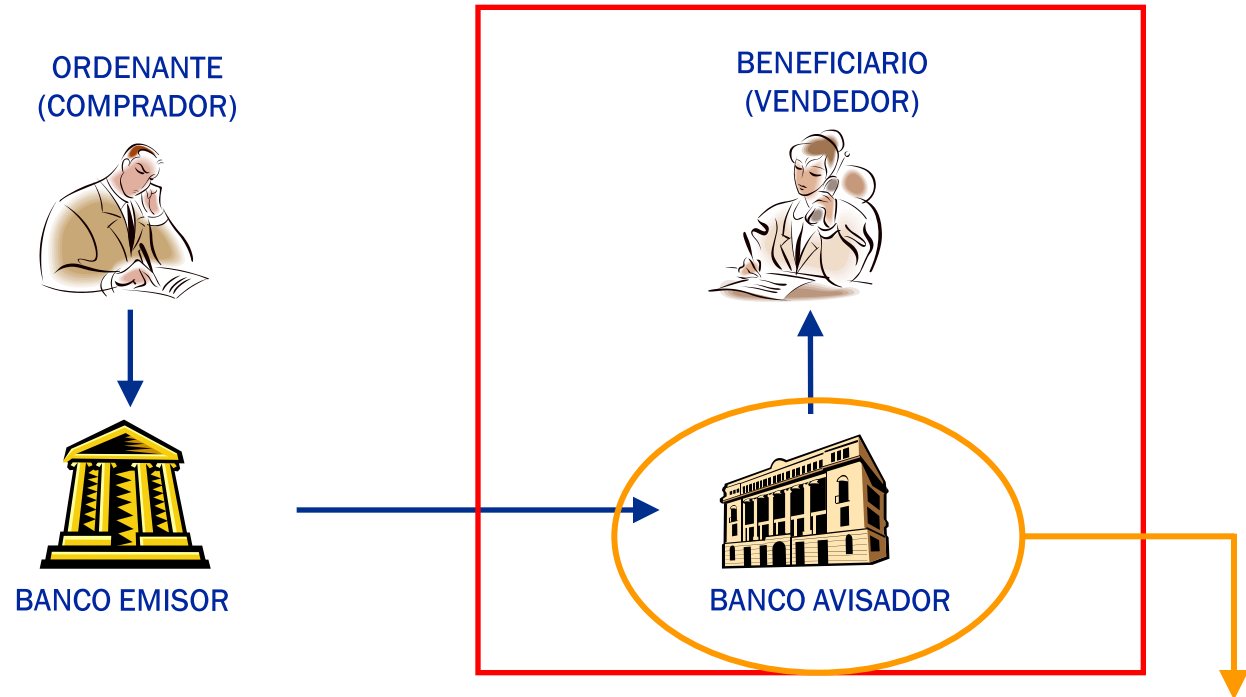 ORDENANTE
(COMPRADOR)
BENEFICIARIO
(VENDEDOR)
BANCO EMISOR
BANCO AVISADOR